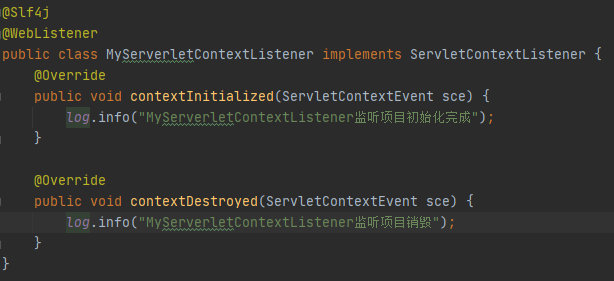 @Slf4j
@WebListener
public class MyServerletContextListener implements ServletContextListener {
@Override
public void contextInitialized(ServletContextEvent sce) {
log.info("MyServerletContextListener监听项目初始化完成");
}
@Override
public void contextDestroyed(ServletContextEvent sce) {
log.info("MyServerletContextListener监听项目销毁");
}
}